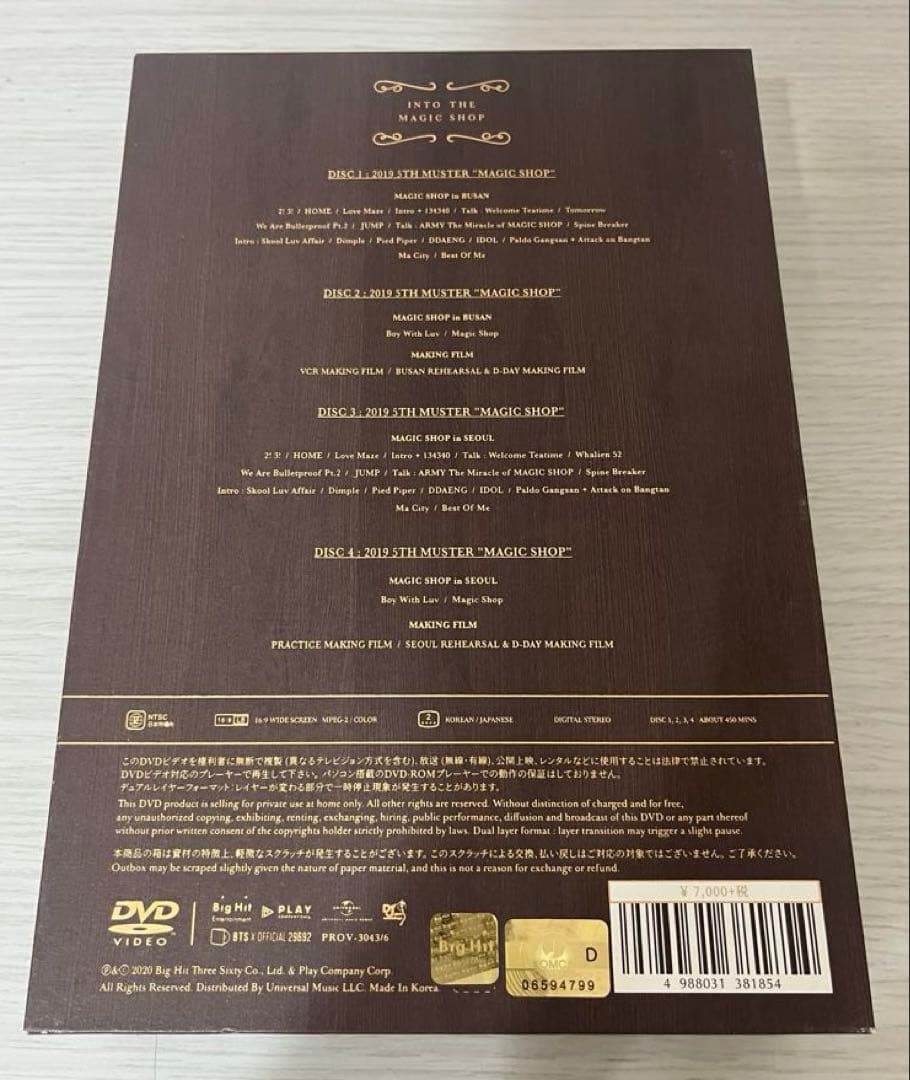 INTO THE
MAGIC SHOP
DISC 1 : 2019 5TH MUSTER "MAGIC SHOP"
MAGIC SHOP in BUSAN
2! 3! / HOME / Love Maze / Intro + 134340 / Talk : Welcome Teatime / Tomorrow
We Are Bulletproof Pt.2 / JUMP / Talk : ARMY The Miracle of MAGIC SHOP / Spine Breaker
Intro : Skool Luv Affair / Dimple / Pied Piper / DDAENG / IDOL / Paldo Gangsan + Attack on Bangtan
Ma City / Best Of Me
DISC 2 : 2019 5TH MUSTER "MAGIC SHOP"
MAGIC SHOP in BUSAN
Boy With Luv / Magic Shop
MAKING FILM
VCR MAKING FILM / BUSAN REHEARSAL & D-DAY MAKING FILM
DISC 3 : 2019 5TH MUSTER "MAGIC SHOP"
MAGIC SHOP in SEOUL
2! 3! / HOME / Love Maze / Intro + 134340 / Talk : Welcome Teatime / Whalien 52
We Are Bulletproof Pt.2 / JUMP / Talk : ARMY The Miracle of MAGIC SHOP / Spine Breaker
Intro : Skool Luv Affair / Dimple / Pied Piper / DDAENG / IDOL / Paldo Gangsan + Attack on Bangtan
Ma City / Best Of Me
DISC 4 : 2019 5TH MUSTER "MAGIC SHOP"
MAGIC SHOP in SEOUL
Boy With Luv / Magic Shop
MAKING FILM
PRACTICE MAKING FILM / SEOUL REHEARSAL & D-DAY MAKING FILM
NTSC
日本市場向
16:9 LB 16:9 WIDE SCREEN MPEG-2 / COLOR 2 KOREAN / JAPANESE DIGITAL STEREO DISC 1, 2, 3, 4 ABOUT 450 MINS
このDVDビデオを権利者に無断で複製(異なるテレビジョン方式を含む)、放送(無線・有線)、公開上映、レンタルなどに使用することは法律で禁止されています。
DVDビデオ対応のプレーヤーで再生して下さい。パソコン搭載のDVD-ROMプレーヤーでの動作の保証はしておりません。
デュアルレイヤーフォーマット:レイヤーが変わる部分で一時停止現象が発生することがあります。
This DVD product is selling for private use at home only. All other rights are reserved. Without distinction of charged and for free,
any unauthorized copying, exhibiting, renting, exchanging, hiring, public performance, diffusion and broadcast of this DVD or any part thereof
without prior written consent of the copyrights holder strictly prohibited by laws. Dual layer format : layer transition may trigger a slight pause.
本商品の箱は資材の特徴上、軽微なスクラッチが発生することがございます。このスクラッチによる交換、払い戻しはご対応の対象ではございません。ご了承ください。
Outbox may be scraped slightly given the nature of paper material, and this is not a reason for exchange or refund.
DVD
VIDEO
Big Hit
Entertainment
PLAY
UNIVERSAL
BTS X OFFICIAL 29692 PROV-3043/6
Ⓟ&© 2020 Big Hit Three Sixty Co., Ltd. & Play Company Corp.
All Rights Reserved. Distributed By Universal Music LLC. Made In Korea.
Big Hit
KOMCA
D
06594799
¥ 7,000+税
4 988031 381854